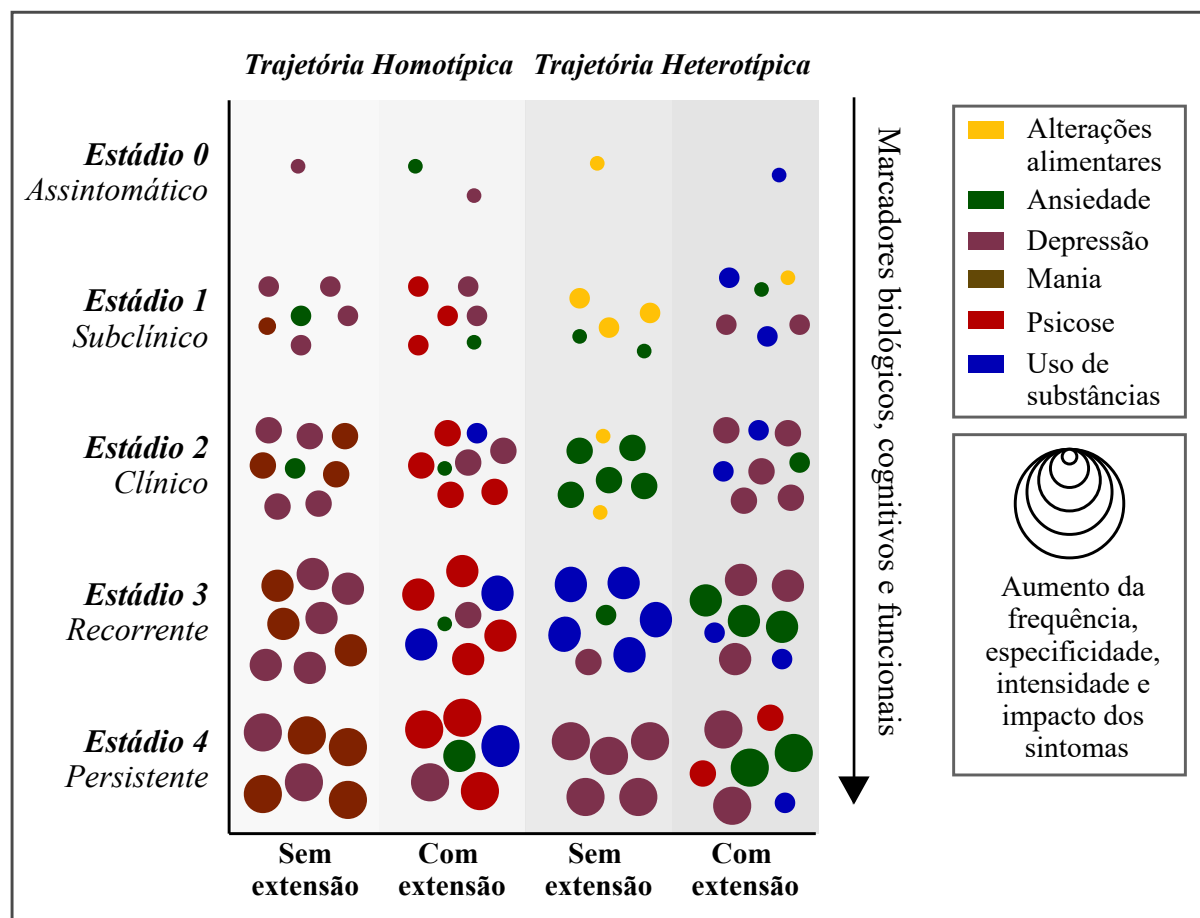 Trajetória Homotípica
Trajetória Heterotípica
Estádio 0
Assintomático
Estádio 1
Subclínico
Estádio 2
Clínico
Estádio 3
Recorrente
Estádio 4
Persistente
Sem
extensão
Com
extensão
Sem
extensão
Com
extensão
Marcadores biológicos, cognitivos e funcionais
Alterações
alimentares
Ansiedade
Depressão
Mania
Psicose
Uso de
substâncias
Aumento da
frequência,
especificidade,
intensidade e
impacto dos
sintomas